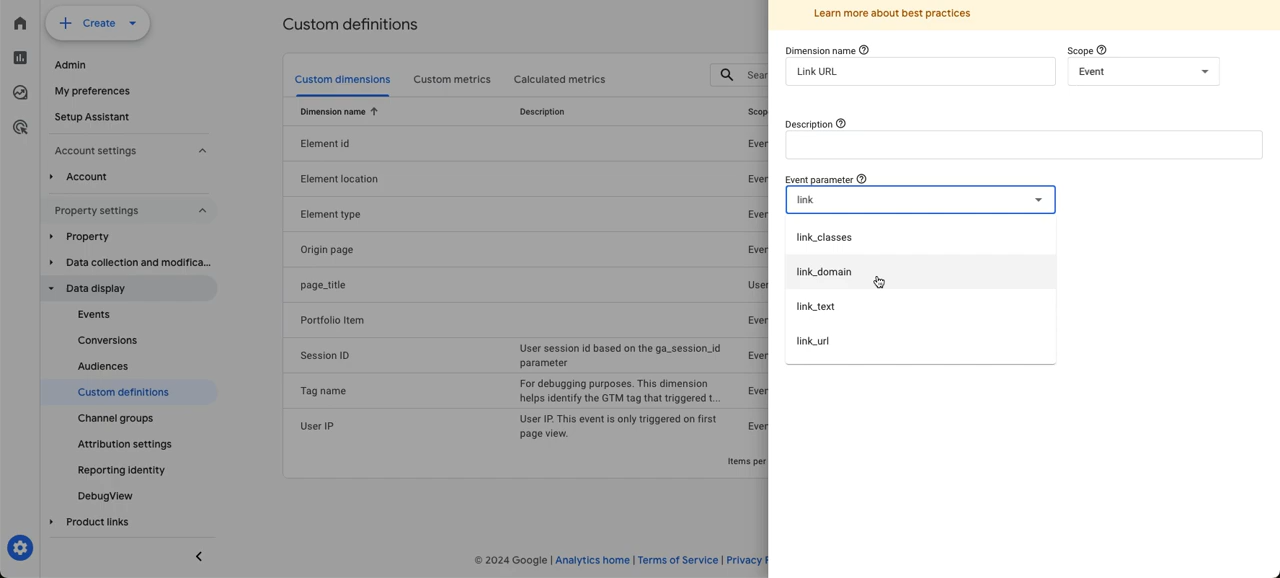 Create
Admin
My preferences
Setup Assistant
Account settings
Account
Property settings
Property
Data collection and modifica...
Data display
Events
Conversions
Audiences
Custom definitions
Channel groups
Attribution settings
Reporting identity
DebugView
Product links
Custom definitions
Custom dimensions
Custom metrics
Calculated metrics
Dimension name
Description
Element id
Element location
Element type
Origin page
page_title
Portfolio Item
Session ID
User session id based on the ga_session_id
parameter
Tag name
For debugging purposes. This dimension
helps identify the GTM tag that triggered t...
User IP
User IP. This event is only triggered on first
page view.
Items per
© 2024 Google | Analytics home | Terms of Service | Privacy
Learn more about best practices
Dimension name
Scope
Link URL
Event
Description
Event parameter
link
link_classes
link_domain
link_text
link_url